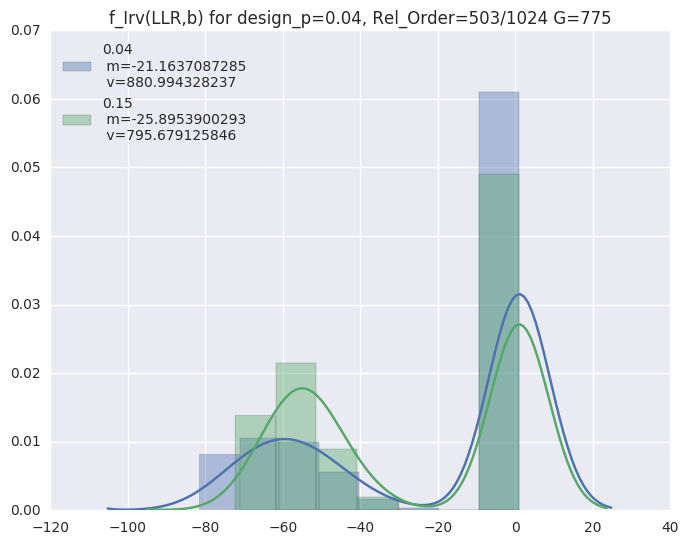 f_Irv(LLR,b) for design_p=0.04, Rel_Order=503/1024 G=775
0.04
m=-21.1637087285
v=880.994328237
0.15
m=-25.8953900293
v=795.679125846
0.07
0.06
0.05
0.04
0.03
0.02
0.01
0.00
−120 −100 −80 −60 −40 −20 0 20 40